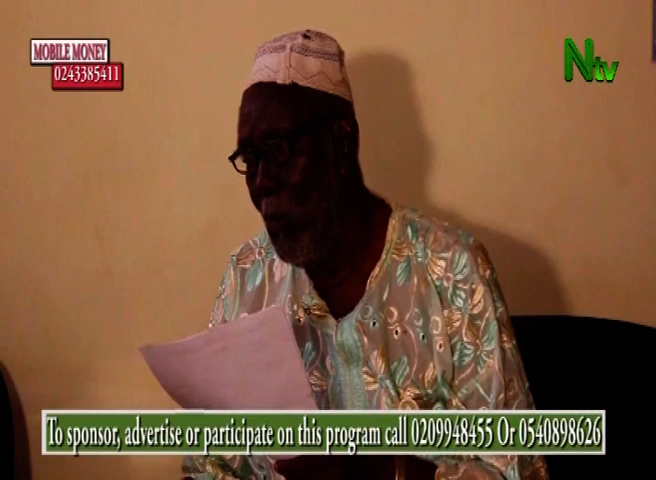 MOBILE MONEY
0243385411
Ntv
To sponsor, advertise or participate on this program call 0209948455 Or 0540898626